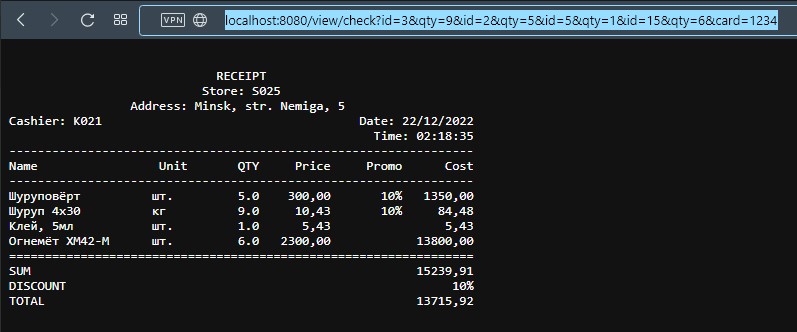 VPN localhost:8080/view/check?id=3&qty=9&id=2&qty=5&id=5&qty=1&id=15&qty=6&card=1234
RECEIPT
Store: S025
Address: Minsk, str. Nemiga, 5
Cashier: K021 Date: 22/12/2022
Time: 02:18:35
--------------------------------------------------------------
Name Unit QTY Price Promo Cost
--------------------------------------------------------------
Шуруповёрт шт. 5.0 300,00 10% 1350,00
Шуруп 4х30 кг 9.0 10,43 10% 84,48
Клей, 5мл шт. 1.0 5,43 5,43
Огнемёт ХМ42-М шт. 6.0 2300,00 13800,00
==============================================================
SUM 15239,91
DISCOUNT 10%
TOTAL 13715,92